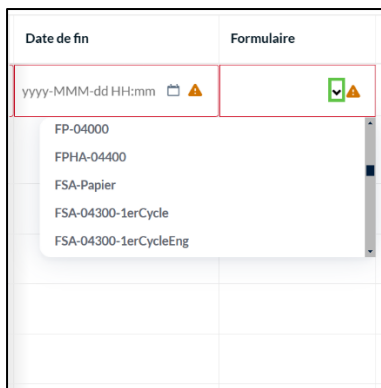 Date de fin Formulaire
yyyy-MMM-dd HH:mm
FP-04000
FPHA-04400
FSA-Papier
FSA-04300-1erCycle
FSA-04300-1erCycleEng